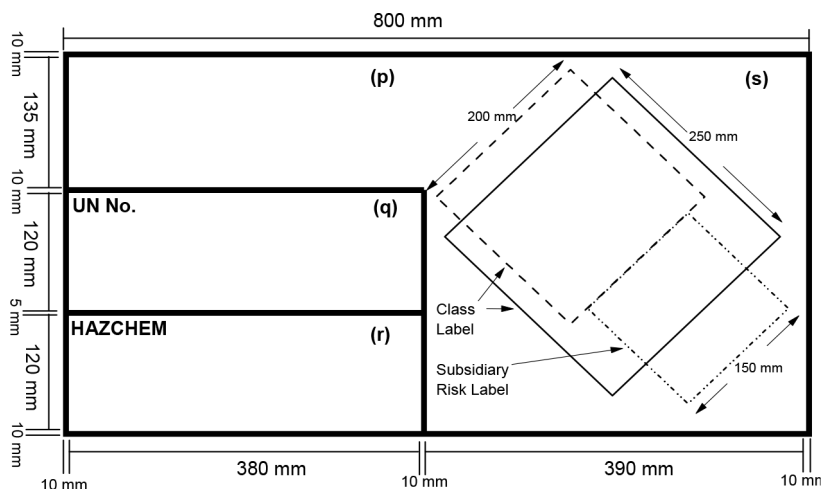 800 mm
10 mm
(p)
(s)
200 mm
250 mm
135 mm
10 mm
UN No.
(q)
120 mm
5 mm
Class
Label
HAZCHEM
(r)
120 mm
Subsidiary
Risk Label
150 mm
10 mm
380 mm
390 mm
10 mm
10 mm
10 mm